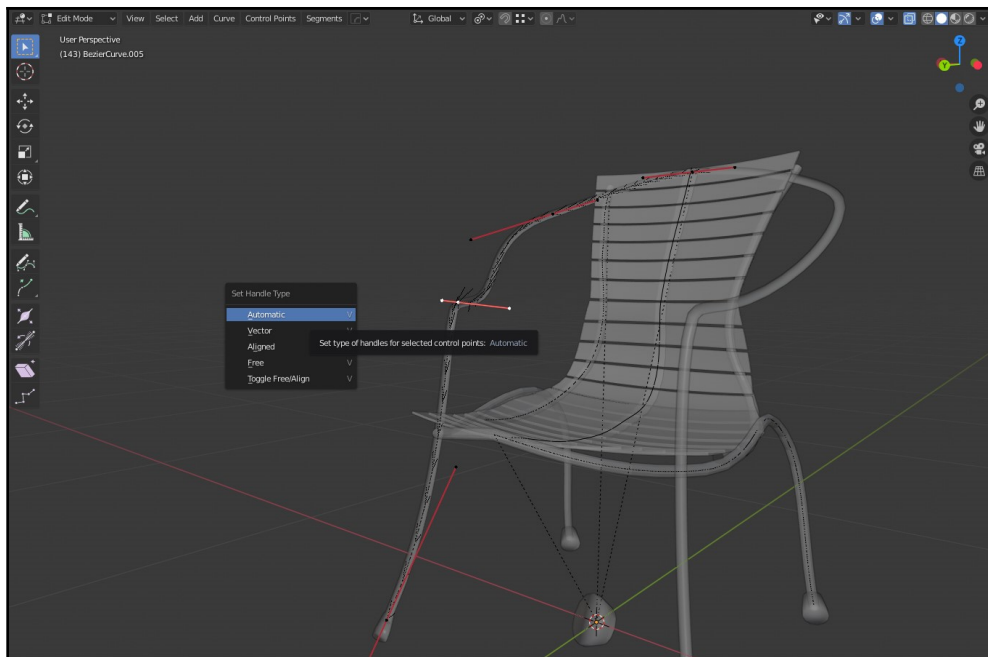 Edit Mode View Select Add Curve Control Points Segments Global
User Perspective
(143) BezierCurve.005
Z
Y
Set Handle Type
Automatic V
Vector V
Aligned
Free V
Toggle Free/Align V
Set type of handles for selected control points: Automatic